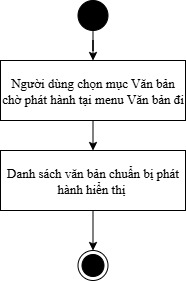 Người dùng chọn mục Văn bản
chờ phát hành tại menu Văn bản đi
Danh sách văn bản chuẩn bị phát
hành hiển thị